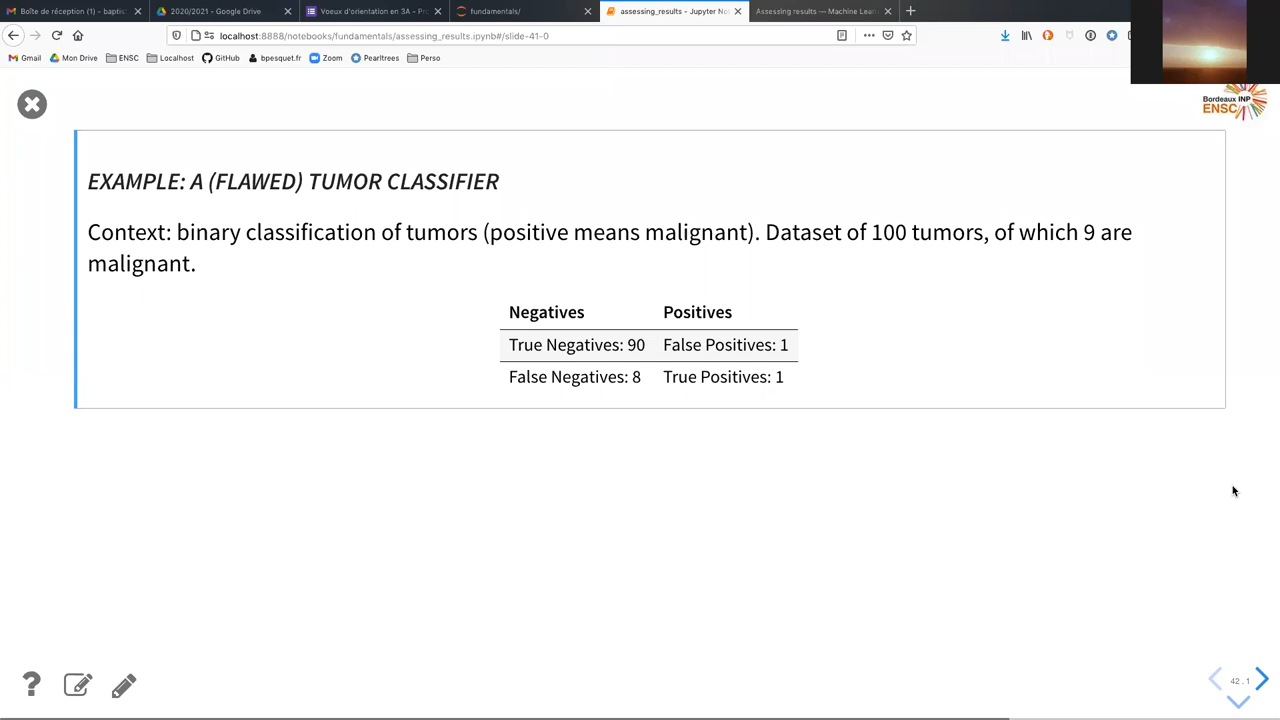 Boîte de réception (1) - baptis
2020/2021 - Google Drive
Voeux d'orientation en 3A - Pro
fundamentals/
assessing_results - Jupyter No
Assessing results — Machine Learn
localhost:8888/notebooks/fundamentals/assessing_results.ipynb#/slide-41-0
Gmail Mon Drive ENSC Localhost GitHub bpesquet.fr Zoom Pearltrees Perso
Bordeaux INP
ENSC
EXAMPLE: A (FLAWED) TUMOR CLASSIFIER
Context: binary classification of tumors (positive means malignant). Dataset of 100 tumors, of which 9 are
malignant.
Negatives Positives
True Negatives: 90 False Positives: 1
False Negatives: 8 True Positives: 1
42.1